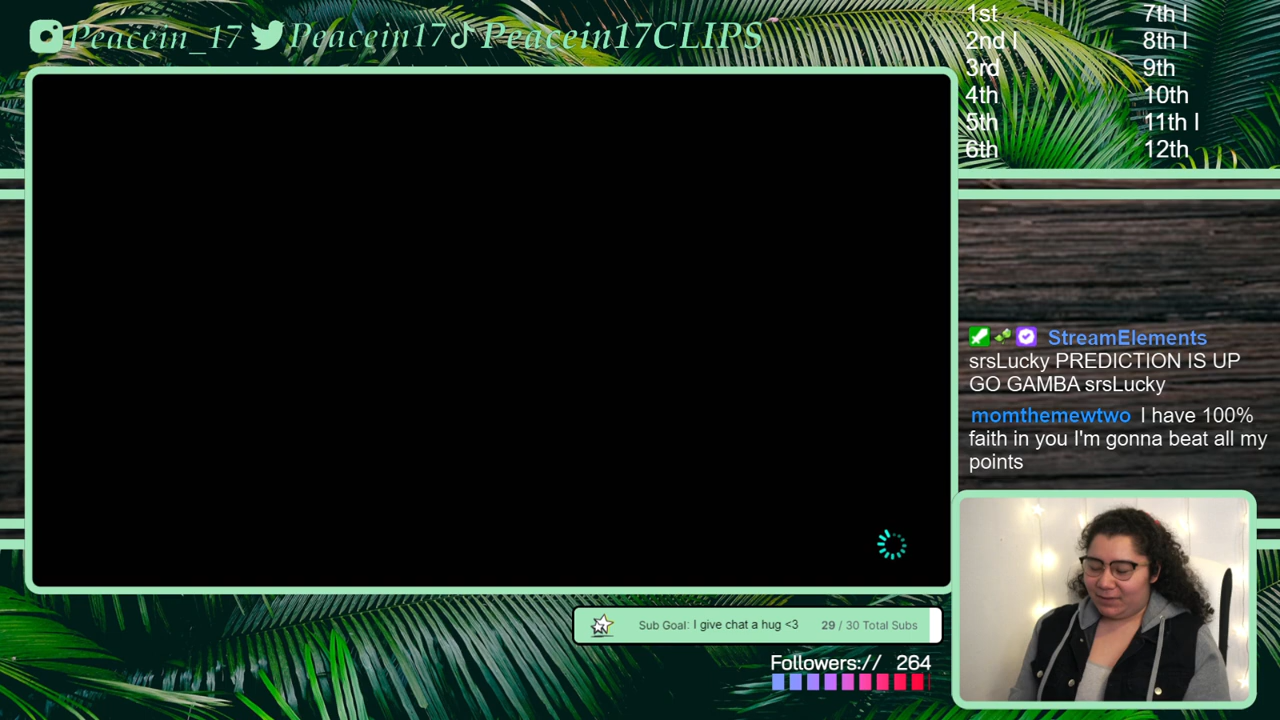 Peacein_17 Peacein17 Peacein17CLIPS
1st
2nd I
3rd
4th
5th
6th
7th I
8th I
9th
10th
11th I
12th
StreamElements
srsLucky PREDICTION IS UP
GO GAMBA srsLucky
momthemewtwo I have 100%
faith in you I'm gonna beat all my
points
Sub Goal: I give chat a hug <3 29 / 30 Total Subs
Followers:// 264